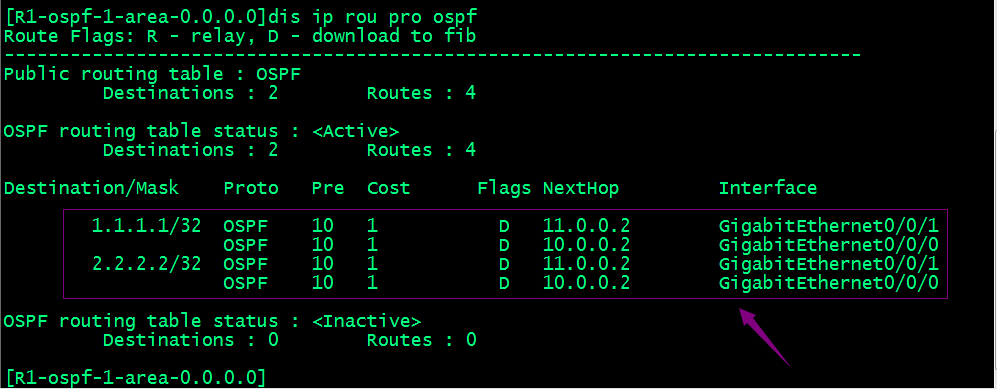 [R1-ospf-1-area-0.0.0.0]dis ip rou pro ospf
Route Flags: R - relay, D - download to fib
------------------------------------------------------------------------------
Public routing table : OSPF
         Destinations : 2        Routes : 4

OSPF routing table status : <Active>
         Destinations : 2        Routes : 4

Destination/Mask    Proto   Pre  Cost      Flags NextHop         Interface

        1.1.1.1/32  OSPF    10   1           D   11.0.0.2        GigabitEthernet0/0/1
                    OSPF    10   1           D   10.0.0.2        GigabitEthernet0/0/0
        2.2.2.2/32  OSPF    10   1           D   11.0.0.2        GigabitEthernet0/0/1
                    OSPF    10   1           D   10.0.0.2        GigabitEthernet0/0/0

OSPF routing table status : <Inactive>
         Destinations : 0        Routes : 0

[R1-ospf-1-area-0.0.0.0]